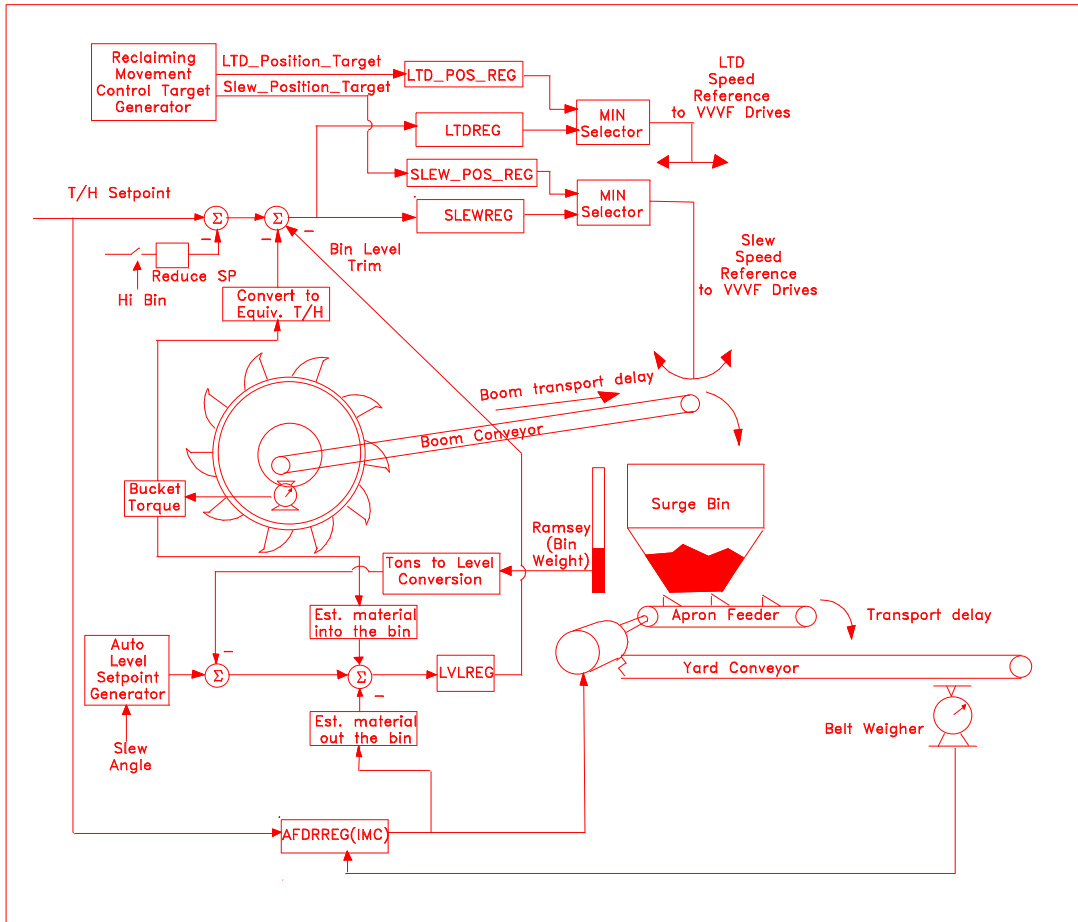 Reclaiming
Movement
Control Target
Generator
LTD_Position_Target
Slew_Position_Target
LTD_POS_REG
LTDREG
MIN
Selector
LTD
Speed
Reference
to VVVF Drives
SLEW_POS_REG
SLEWREG
MIN
Selector
T/H Setpoint
Σ
Σ
Reduce SP
Hi Bin
Bin Level
Trim
Convert to
Equiv. T/H
Slew
Speed
Reference
to VVVF Drives
Boom transport delay
Boom Conveyor
Bucket
Torque
Surge Bin
Ramsey
(Bin
Weight)
Tons to Level
Conversion
Apron Feeder
Transport delay
Est. material
into the bin
Auto
Level
Setpoint
Generator
Σ
Σ
LVLREG
Yard Conveyor
Est. material
out the bin
Belt Weigher
Slew
Angle
AFDRREG(IMC)